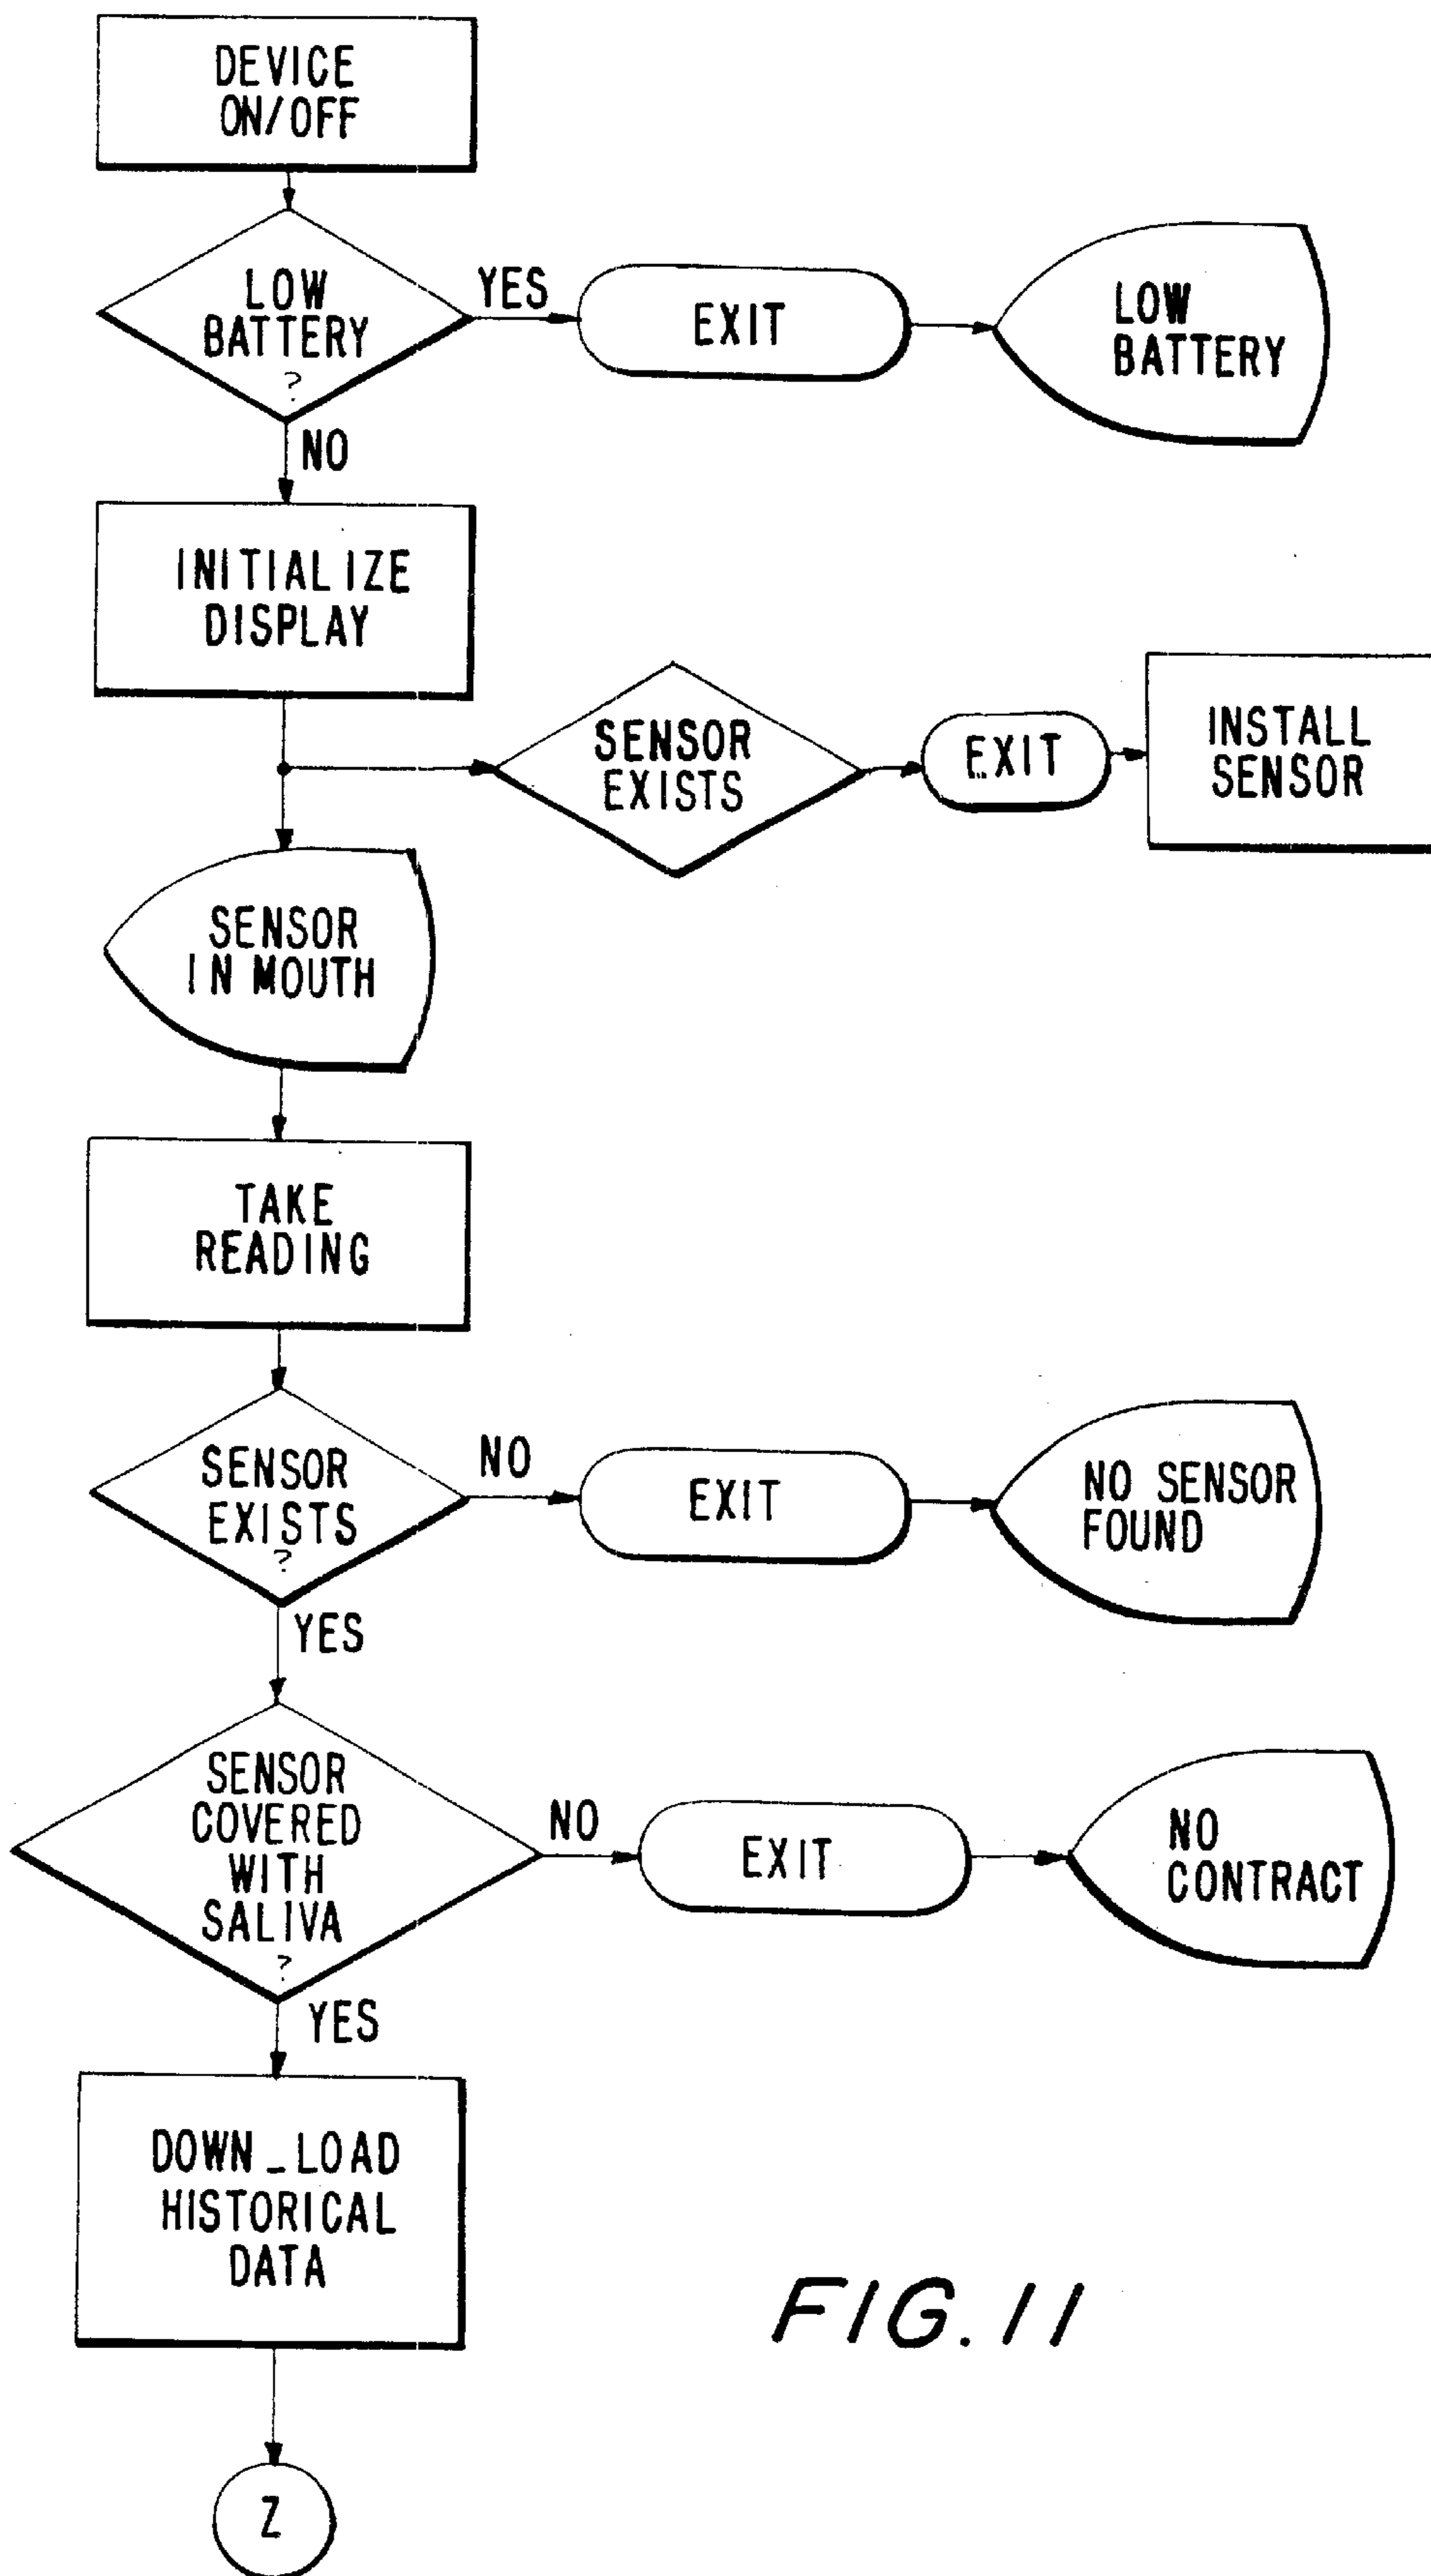 DEVICE
ON/OFF
LOW
BATTERY
?
YES
EXIT
LOW
BATTERY
NO
INITIALIZE
DISPLAY
SENSOR
EXISTS
EXIT
INSTALL
SENSOR
SENSOR
IN MOUTH
TAKE
READING
SENSOR
EXISTS
?
NO
EXIT
NO SENSOR
FOUND
YES
SENSOR
COVERED
WITH
SALIVA
?
NO
EXIT
NO
CONTRACT
YES
DOWN_LOAD
HISTORICAL
DATA
Z
FIG. 11